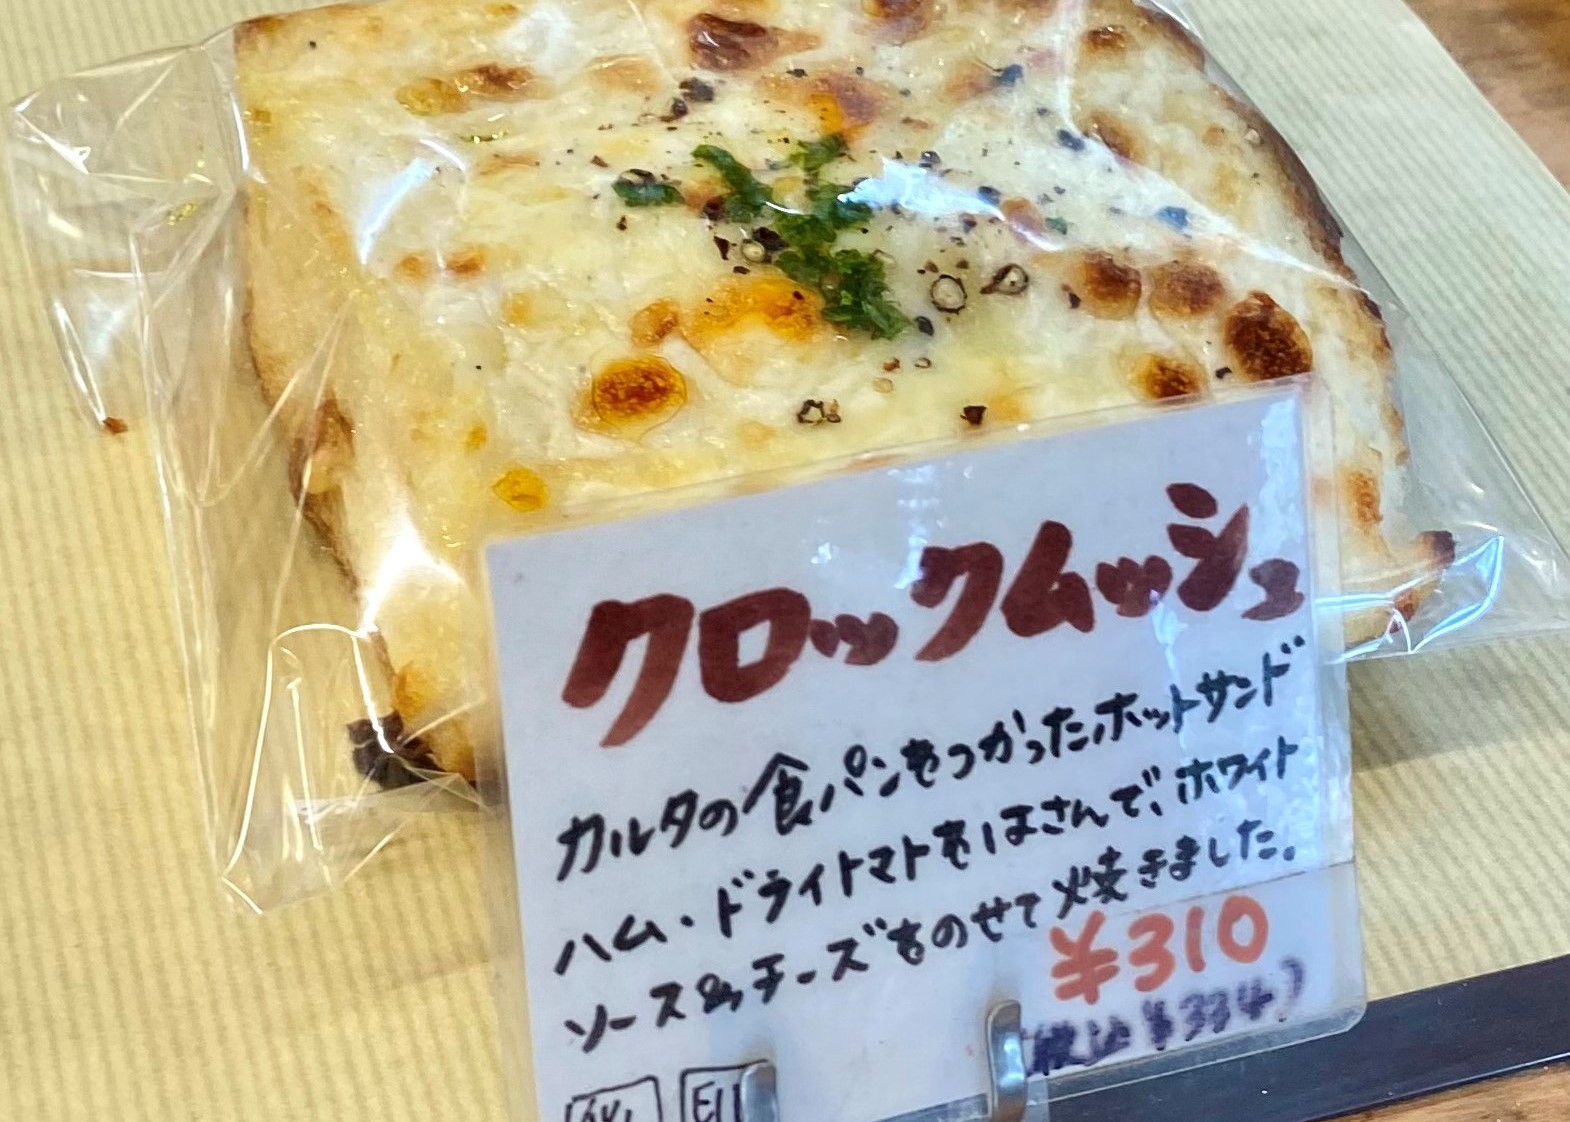 クロックムッシュ
カルタの食パンをつかったホットサンド
ハム・ドライトマトをはさんで、ホワイト
ソース&チーズをのせて焼きました。
¥310
(税込¥334)